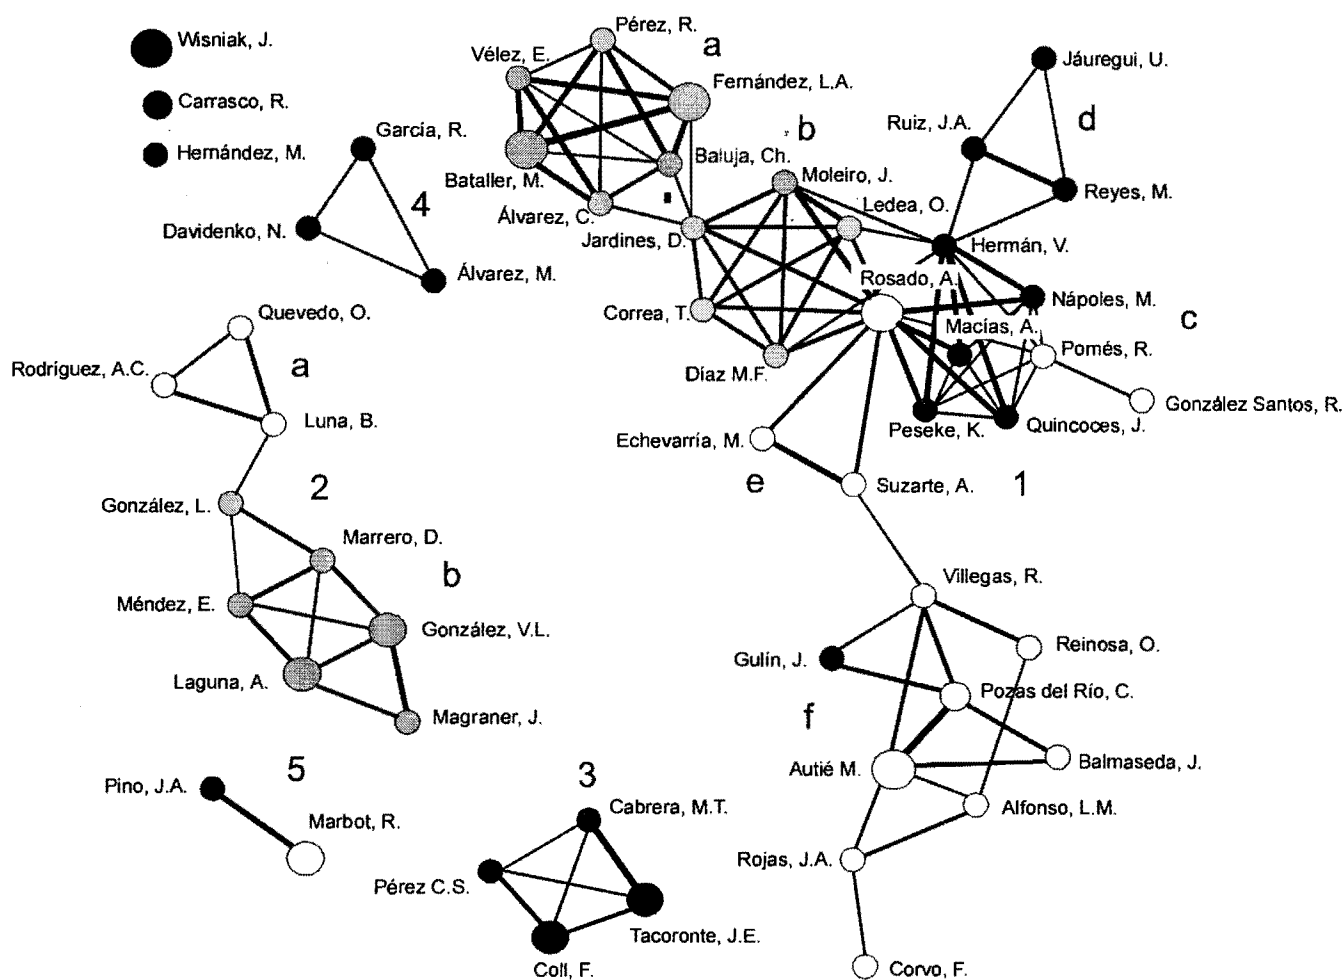 Wisniak, J.
Carrasco, R.
Hernández, M.
Pérez, R.
a
Vélez, E.
Fernández, L.A.
b
Baluja, Ch.
Bataller, M.
Álvarez, C.
Jardines, D.
Moleiro, J.
Ledea, O.
Jáuregui, U.
Ruiz, J.A.
d
Reyes, M.
Hermán, V.
Rosado, A.
Nápoles, M.
Macías, A.
c
Pomés, R.
González Santos, R.
Correa, T.
Díaz M.F.
Peseke, K.
Quincoces, J.
1
García, R.
4
Davidenko, N.
Álvarez, M.
Quevedo, O.
a
Rodríguez, A.C.
Luna, B.
2
González, L.
Marrero, D.
b
Méndez, E.
González, V.L.
Laguna, A.
Magraner, J.
Echevarría, M.
e
Suzarte, A.
Villegas, R.
Reinosa, O.
Gulín, J.
Pozas del Río, C.
f
Autié M.
Balmaseda, J.
Alfonso, L.M.
Rojas, J.A.
Corvo, F.
5
Pino, J.A.
Marbot, R.
3
Cabrera, M.T.
Pérez C.S.
Tacoronte, J.E.
Coll, F.